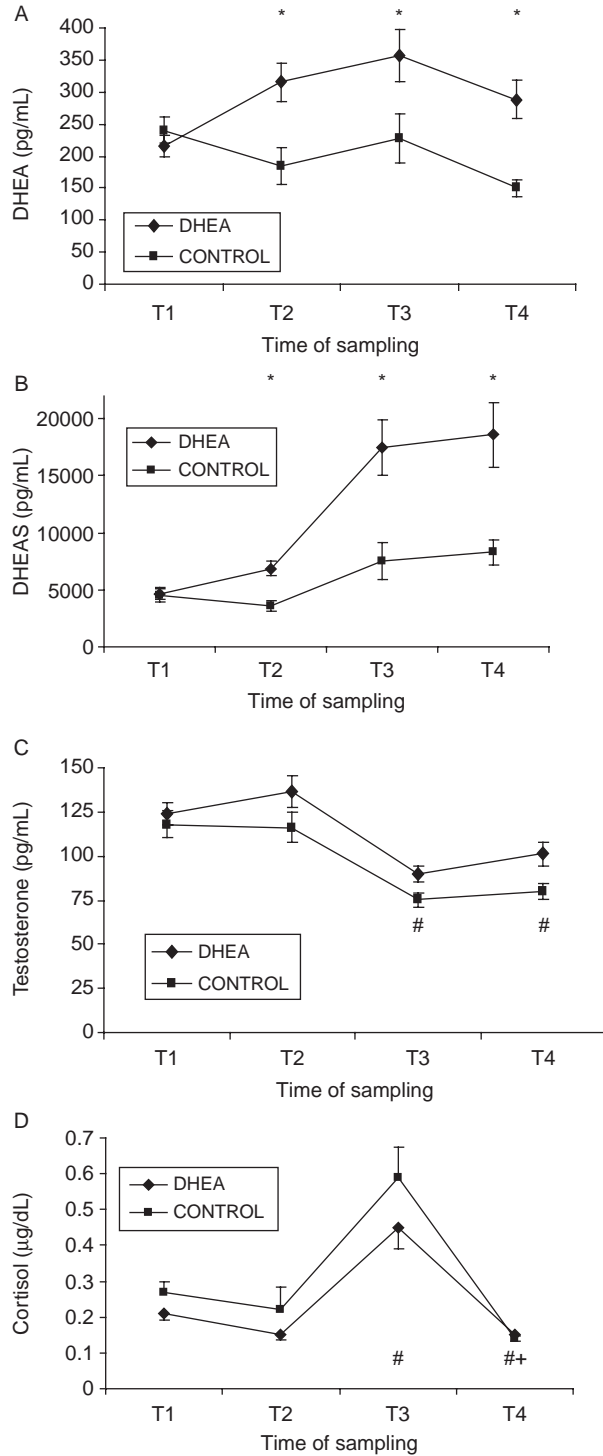 A
* * *
400
350
300
250
200
150
100
50
0
DHEA (pg/mL)
DHEA
CONTROL
T1 T2 T3 T4
Time of sampling
B
* * *
20000
15000
10000
5000
0
DHEAS (pg/mL)
DHEA
CONTROL
T1 T2 T3 T4
Time of sampling
C
150
125
100
75
50
25
0
Testosterone (pg/mL)
# #
DHEA
CONTROL
T1 T2 T3 T4
Time of sampling
D
0.7
0.6
0.5
0.4
0.3
0.2
0.1
0
Cortisol (µg/dL)
DHEA
CONTROL
# #+
T1 T2 T3 T4
Time of sampling